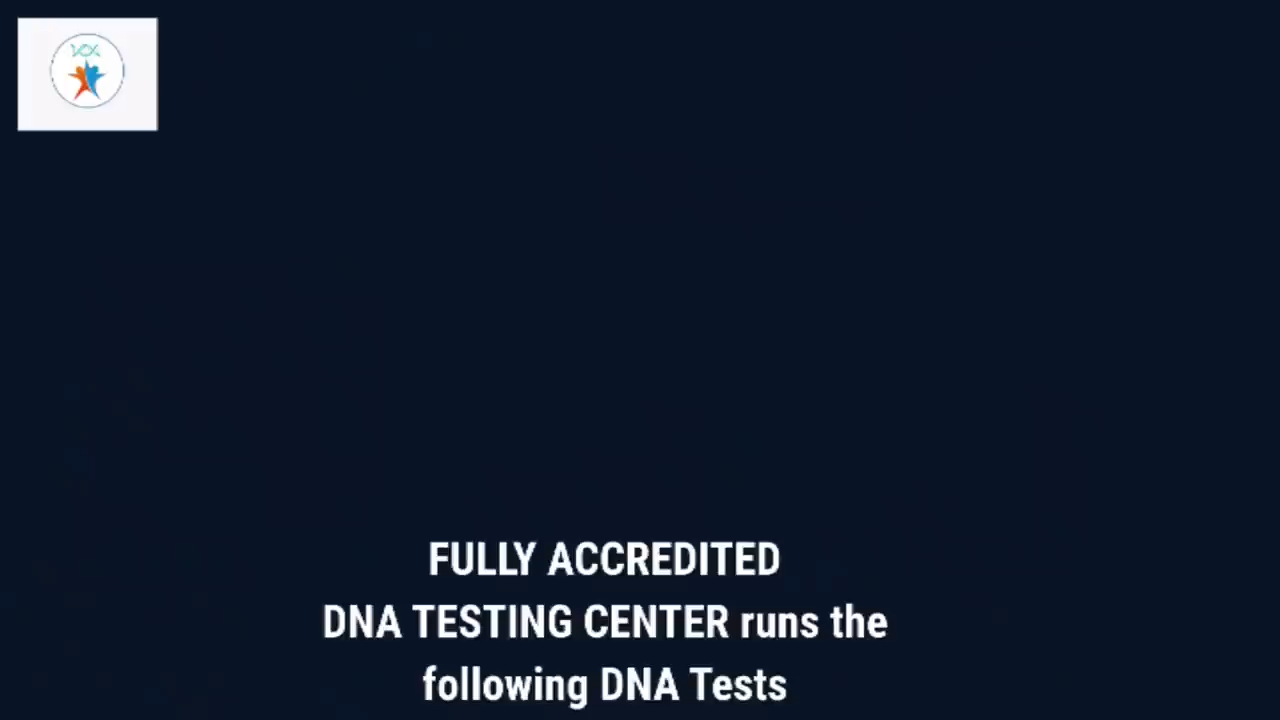 FULLY ACCREDITED
DNA TESTING CENTER runs the
following DNA Tests